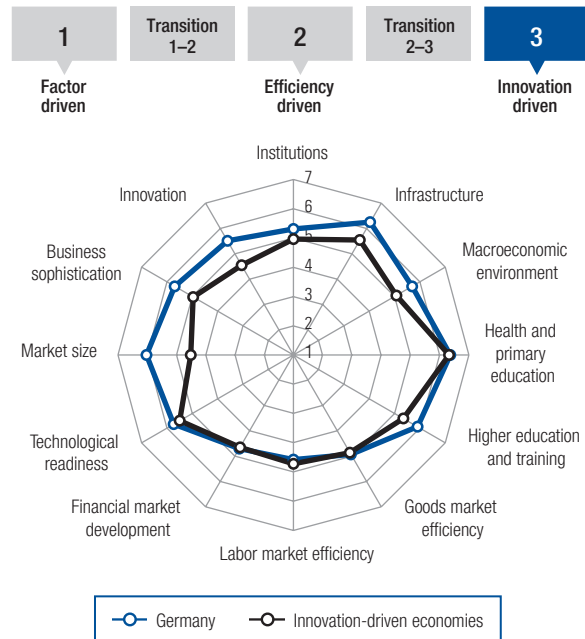 1
Transition
1–2
2
Transition
2–3
3
Factor
driven
Efficiency
driven
Innovation
driven
Institutions
Infrastructure
Macroeconomic
environment
Health and
primary
education
Higher education
and training
Goods market
efficiency
Labor market efficiency
Financial market
development
Technological
readiness
Market size
Business
sophistication
Innovation
7
6
5
4
3
2
1
Germany
Innovation-driven economies